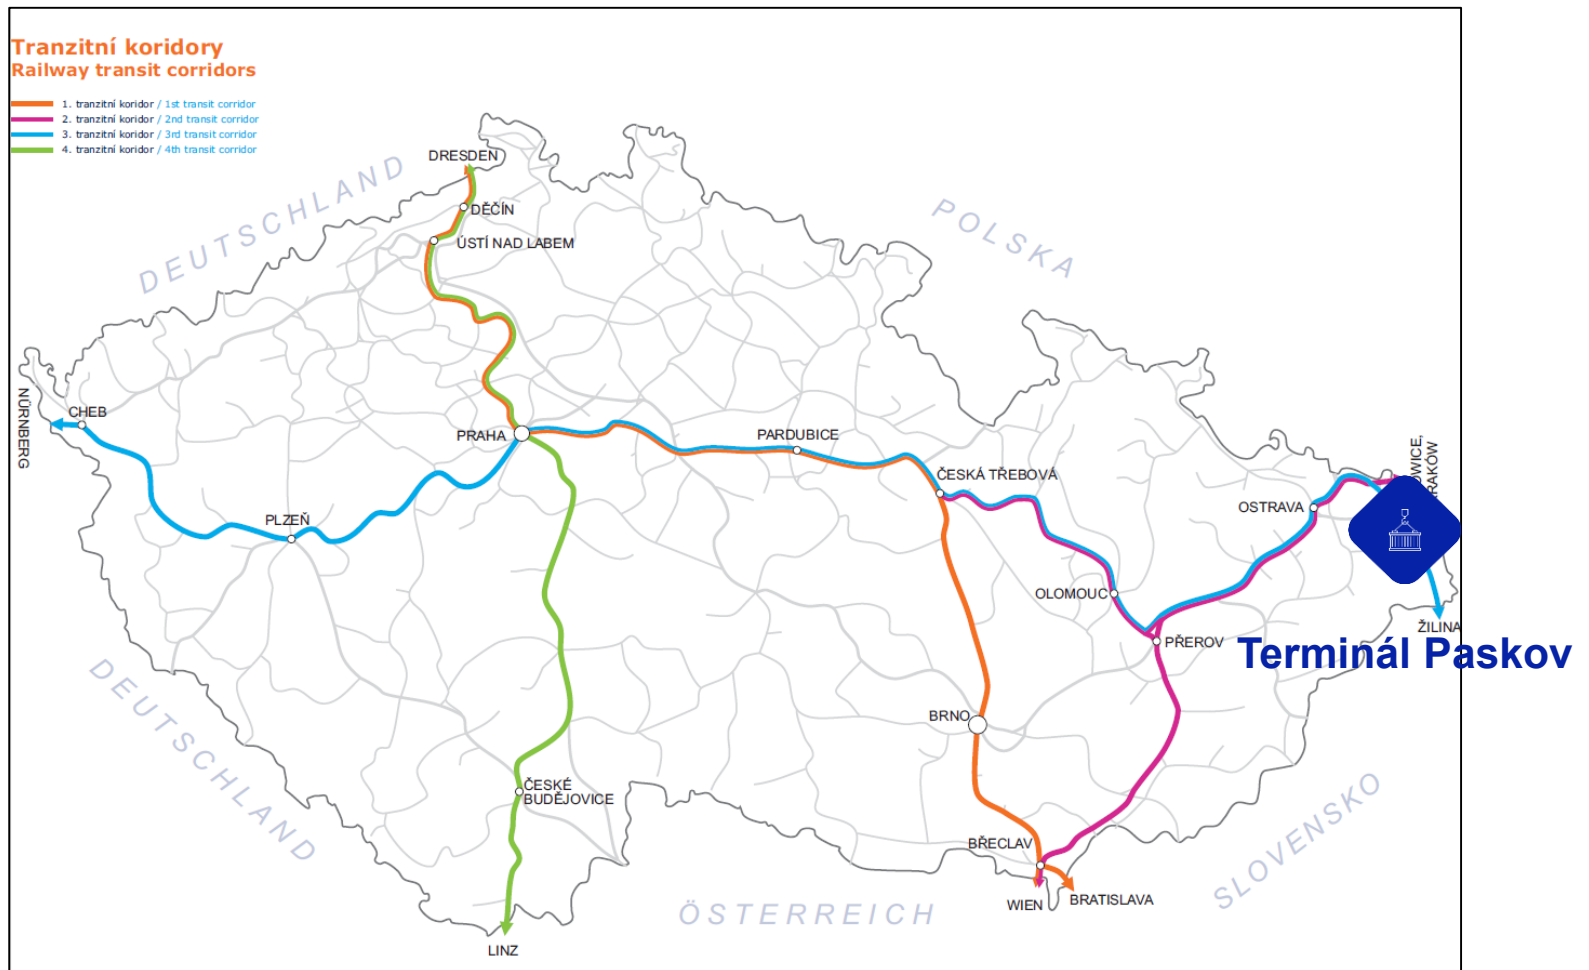 Tranzitní koridory
Railway transit corridors
1. tranzitní koridor / 1st transit corridor
2. tranzitní koridor / 2nd transit corridor
3. tranzitní koridor / 3rd transit corridor
4. tranzitní koridor / 4th transit corridor
DRESDEN
DEUTSCHLAND
DĚČÍN
POLSKA
ÚSTÍ NAD LABEM
NÜRNBERG
CHEB
PRAHA
PARDUBICE
ČESKÁ TŘEBOVÁ
OSTRAVA
PLZEŇ
OLOMOUC
ŽILINA
PŘEROV
Terminál Paskov
DEUTSCHLAND
BRNO
ČESKÉ
BUDĚJOVICE
BŘECLAV
SLOVENSKO
WIEN
BRATISLAVA
ÖSTERREICH
LINZ